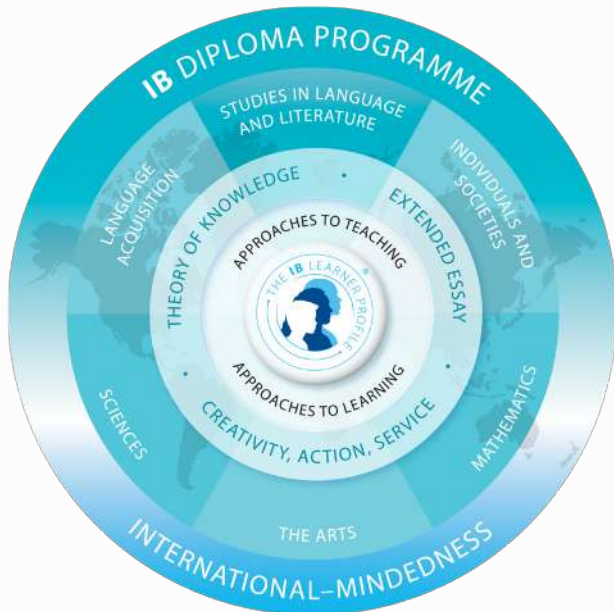 IB DIPLOMA PROGRAMME
STUDIES IN LANGUAGE
AND LITERATURE
LANGUAGE
ACQUISITION
INDIVIDUALS AND
SOCIETIES
THEORY OF KNOWLEDGE
•
EXTENDED ESSAY
APPROACHES TO TEACHING
THE IB LEARNER PROFILE
®
APPROACHES TO LEARNING
•
CREATIVITY, ACTION, SERVICE
•
SCIENCES
MATHEMATICS
THE ARTS
INTERNATIONAL–MINDEDNESS